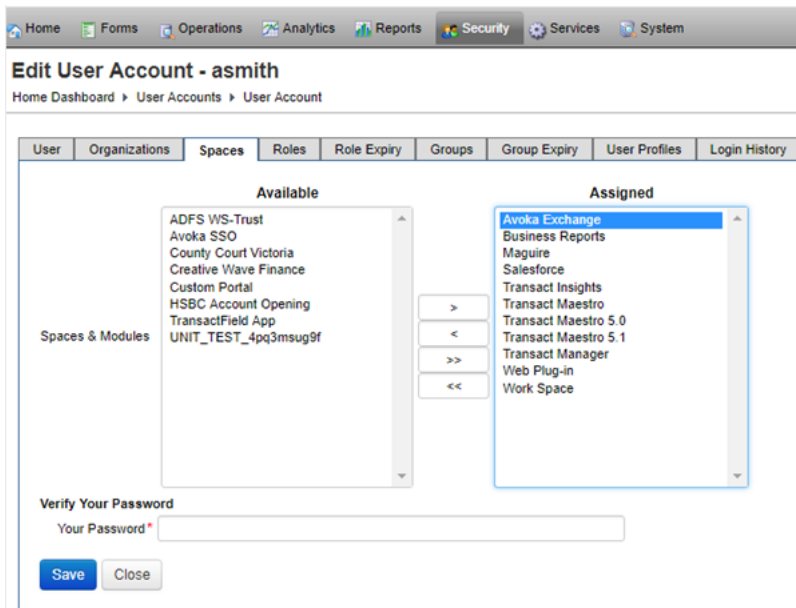 Home Forms Operations Analytics Reports Security Services System
Edit User Account - asmith
Home Dashboard ▸ User Accounts ▸ User Account
User Organizations Spaces Roles Role Expiry Groups Group Expiry User Profiles Login History
Available
ADFS WS-Trust
Avoka SSO
County Court Victoria
Creative Wave Finance
Custom Portal
HSBC Account Opening
TransactField App
UNIT_TEST_4pq3msug9f
Spaces & Modules
>
<
>>
<<
Assigned
Avoka Exchange
Business Reports
Maguire
Salesforce
Transact Insights
Transact Maestro
Transact Maestro 5.0
Transact Maestro 5.1
Transact Manager
Web Plug-in
Work Space
Verify Your Password
Your Password *
Save Close